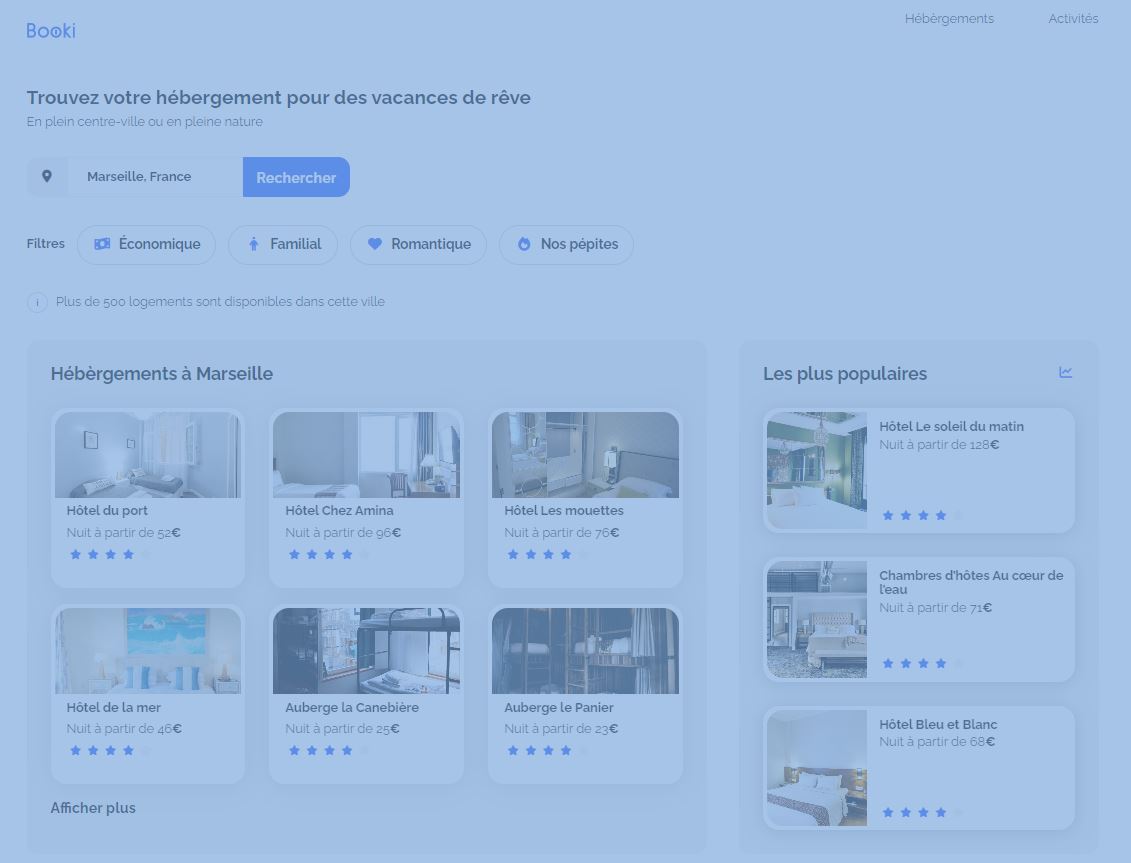 Booki
Hébèrgements
Activités
Trouvez votre hébergement pour des vacances de rêve
En plein centre-ville ou en pleine nature
Marseille, France
Rechercher
Filtres
Économique
Familial
Romantique
Nos pépites
i
Plus de 500 logements sont disponibles dans cette ville
Hébèrgements à Marseille
Hôtel du port
Nuit à partir de 52€
Hôtel Chez Amina
Nuit à partir de 96€
Hôtel Les mouettes
Nuit à partir de 76€
Hôtel de la mer
Nuit à partir de 46€
Auberge la Canebière
Nuit à partir de 25€
Auberge le Panier
Nuit à partir de 23€
Afficher plus
Les plus populaires
Hôtel Le soleil du matin
Nuit à partir de 128€
Chambres d'hôtes Au cœur de
l'eau
Nuit à partir de 71€
Hôtel Bleu et Blanc
Nuit à partir de 68€